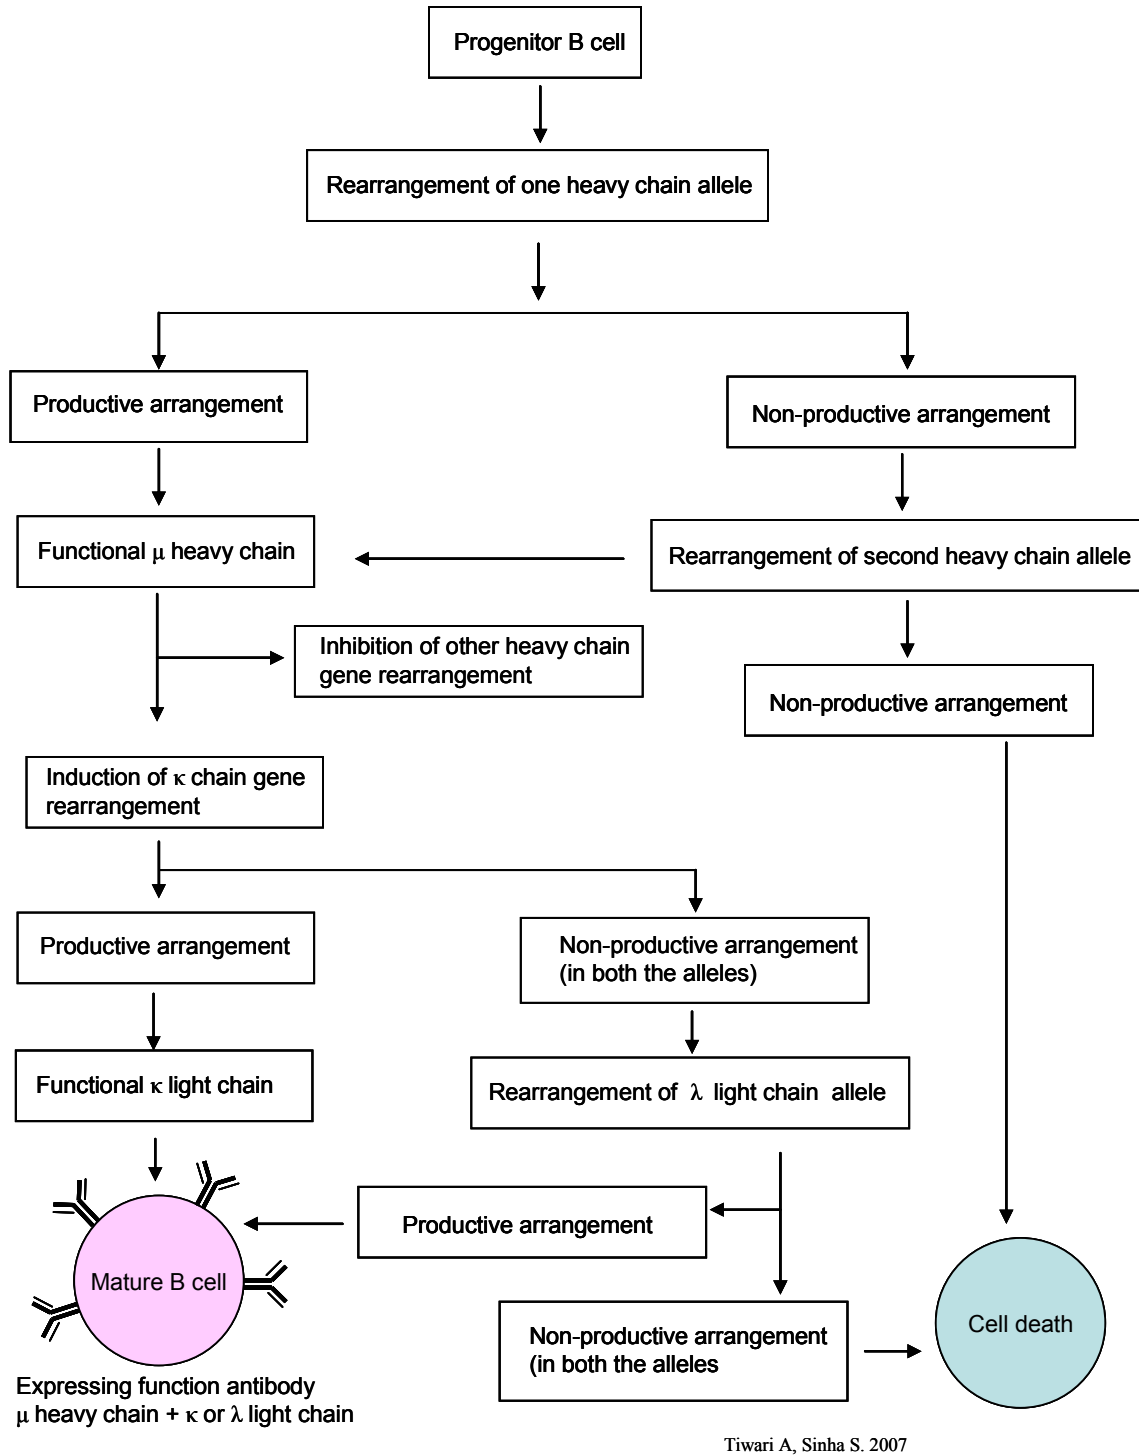 Progenitor B cell
Rearrangement of one heavy chain allele
Productive arrangement
Non-productive arrangement
Functional μ heavy chain
Rearrangement of second heavy chain allele
Inhibition of other heavy chain
gene rearrangement
Non-productive arrangement
Induction of κ chain gene
rearrangement
Productive arrangement
Non-productive arrangement
(in both the alleles)
Functional κ light chain
Rearrangement of λ light chain allele
Productive arrangement
Mature B cell
Non-productive arrangement
(in both the alleles
Cell death
Expressing function antibody
μ heavy chain + κ or λ light chain
Tiwari A, Sinha S. 2007